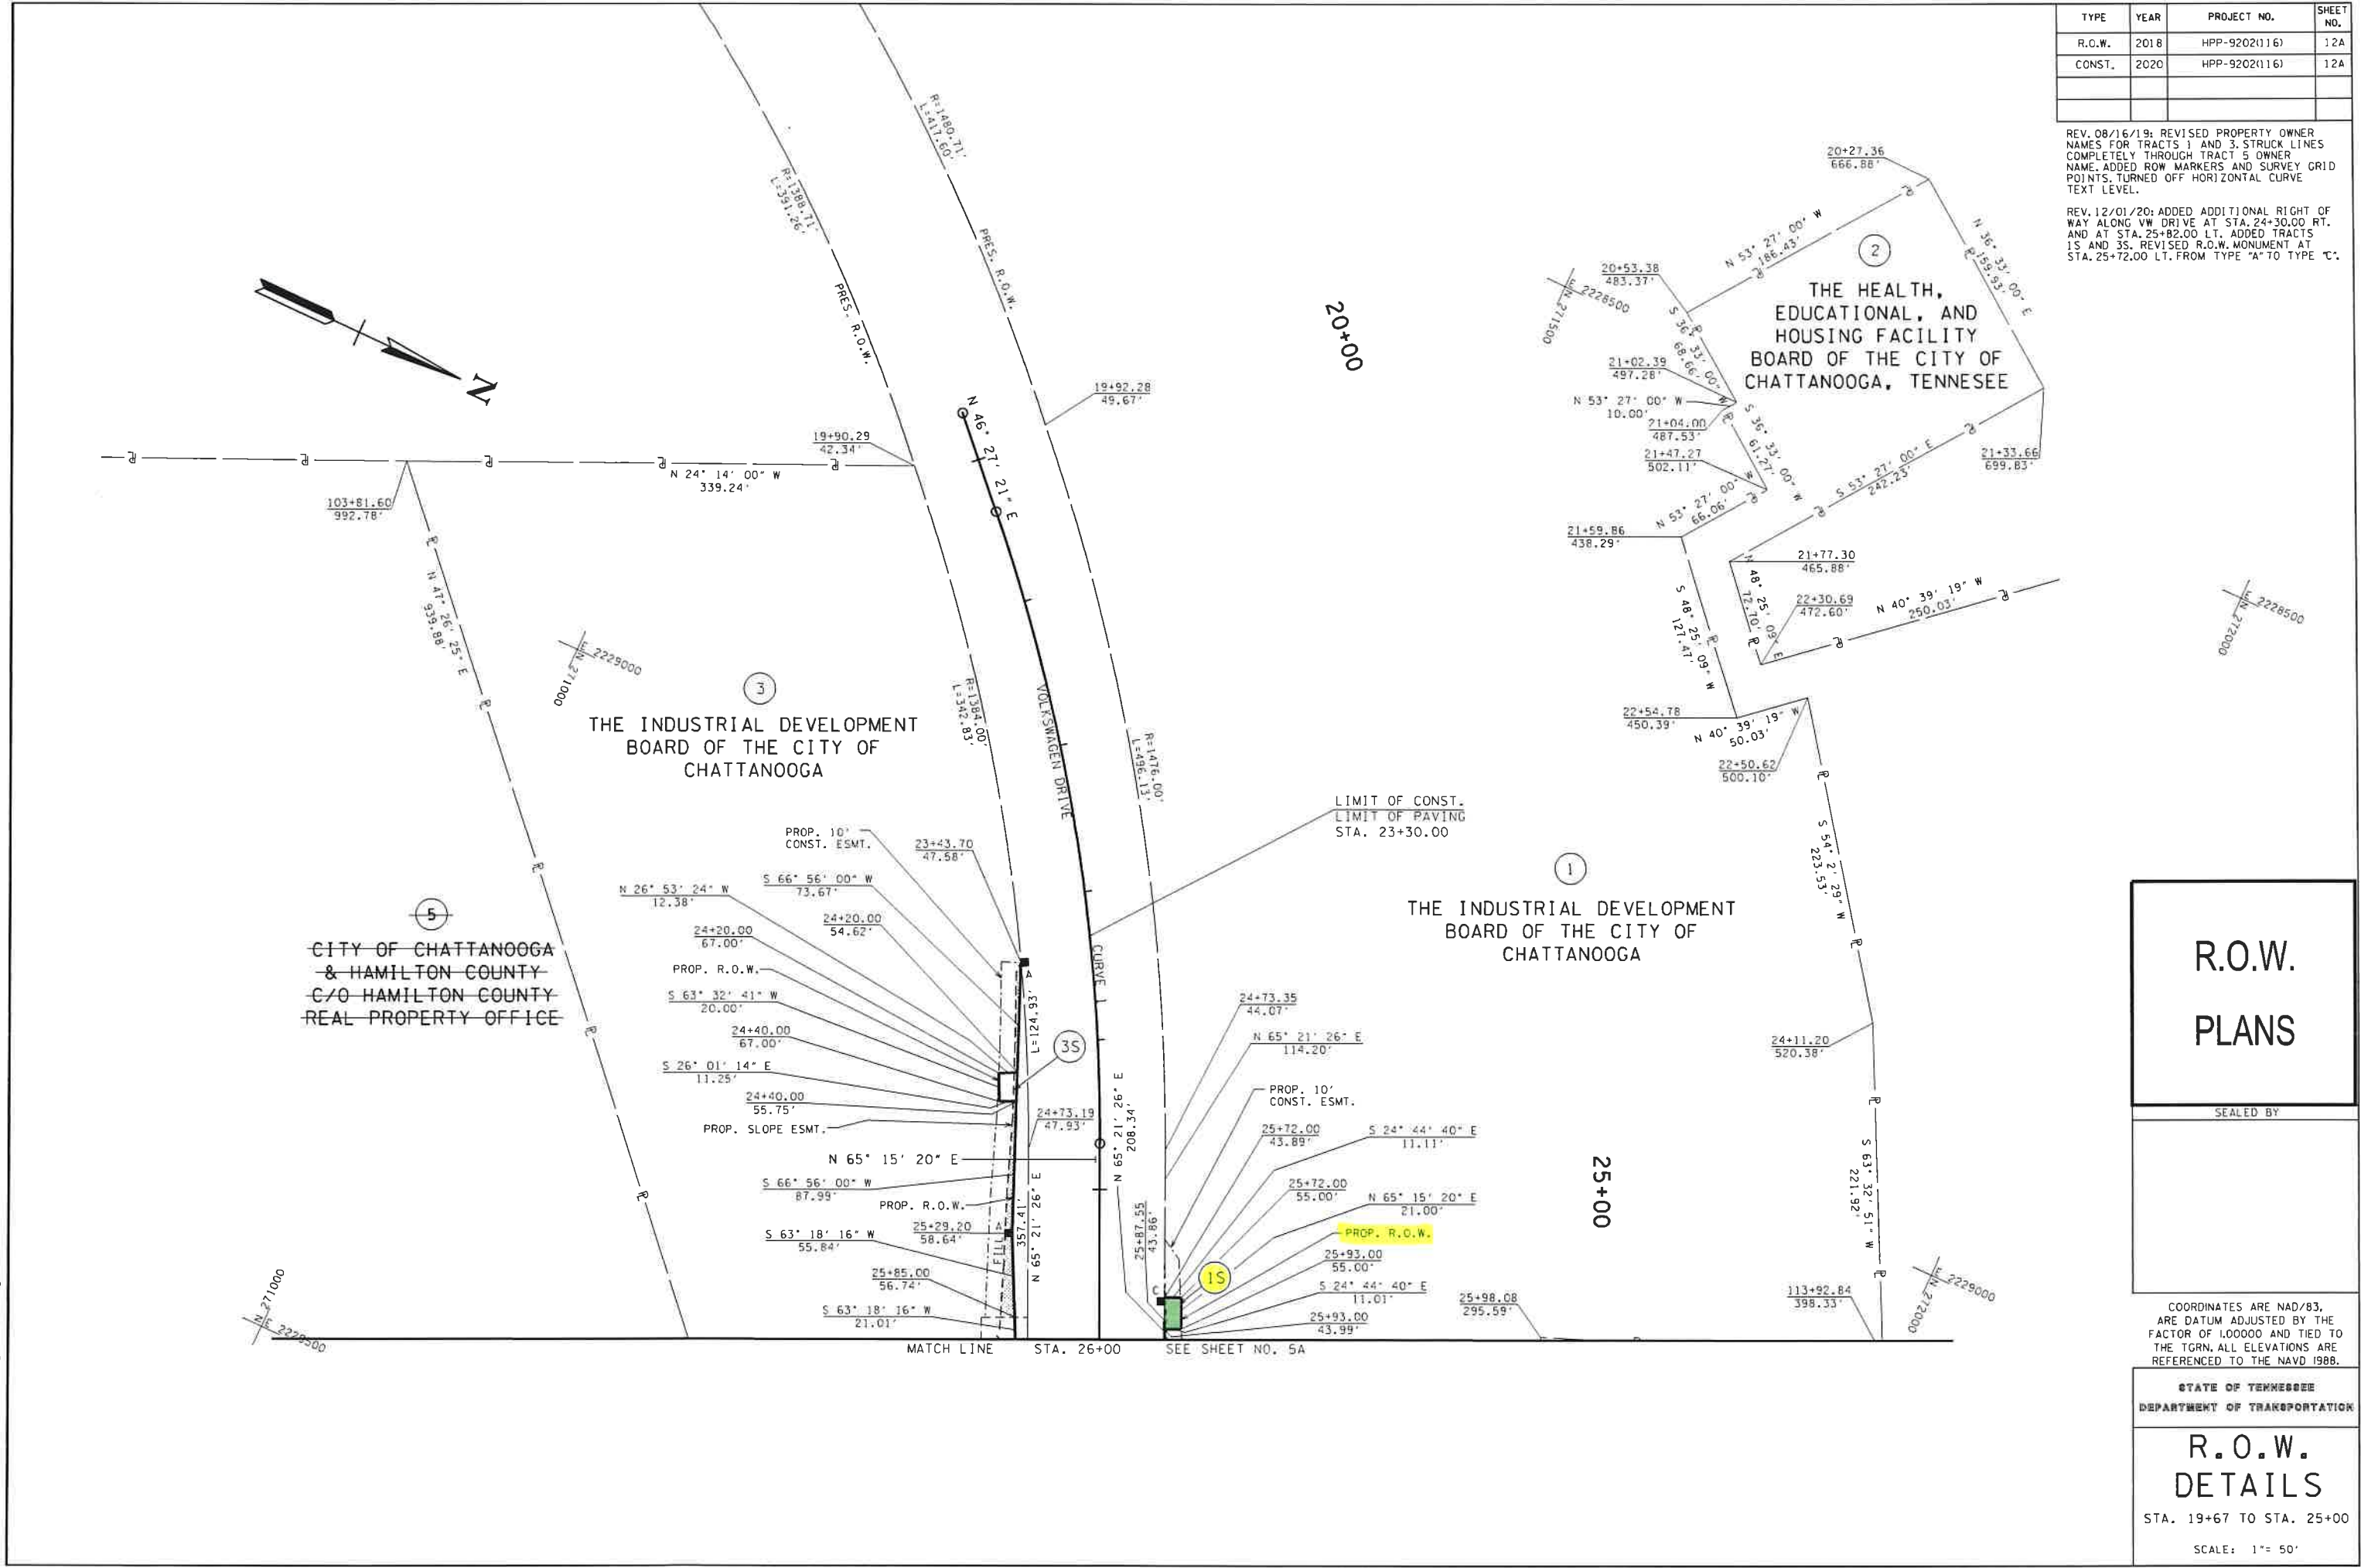 TYPE YEAR PROJECT NO. SHEET NO.
R.O.W. 2018 HPP-9202(116) 12A
CONST. 2020 HPP-9202(116) 12A
REV. 08/16/19: REVISED PROPERTY OWNER
NAMES FOR TRACTS 1 AND 3. STRUCK LINES
COMPLETELY THROUGH TRACT 5 OWNER
NAME. ADDED ROW MARKERS AND SURVEY GRID
POINTS. TURNED OFF HORIZONTAL CURVE
TEXT LEVEL.
REV. 12/01/20: ADDED ADDITIONAL RIGHT OF
WAY ALONG VW DRIVE AT STA. 24+30.00 RT.
AND AT STA. 25+82.00 LT. ADDED TRACTS
1S AND 3S. REVISED R.O.W. MONUMENT AT
STA. 25+72.00 LT. FROM TYPE "A" TO TYPE "C".
R=1480.71'
L=417.60'
R=1388.71'
L=391.26'
PRES. R.O.W.
PRES. R.O.W.
N
20+00
19+92.28
49.67'
19+90.29
42.34'
N 46° 27' 21" E
N 24° 14' 00" W
339.24'
103+81.60
992.78'
N 47° 26' 25" E
939.88'
20+27.36
666.88'
N 53° 27' 00" W
186.43'
N 36° 33' 00" E
159.93'
2
THE HEALTH,
EDUCATIONAL, AND
HOUSING FACILITY
BOARD OF THE CITY OF
CHATTANOOGA, TENNESEE
20+53.38
483.37'
E 2228500
N 271500
S 36° 33' 00" W
68.66'
21+02.39
497.28'
N 53° 27' 00" W
10.00'
21+04.00
487.53'
S 36° 33' 00" W
61.27'
21+47.27
502.11'
N 53° 27' 00" W
66.06'
S 53° 27' 00" E
242.23'
21+33.66
699.83'
21+59.86
438.29'
21+77.30
465.88'
N 48° 25' 09" E
72.70'
22+30.69
472.60'
N 40° 39' 19" W
250.03'
S 48° 25' 09" W
127.47'
E 2228500
N 272000
22+54.78
450.39'
N 40° 39' 19" W
50.03'
22+50.62
500.10'
S 54° 2' 29" W
223.53'
E 2229000
N 271000
3
THE INDUSTRIAL DEVELOPMENT
BOARD OF THE CITY OF
CHATTANOOGA
R=1384.00'
L=342.83'
VOLKSWAGEN DRIVE
R=1476.00'
L=496.13'
LIMIT OF CONST.
LIMIT OF PAVING
STA. 23+30.00
1
THE INDUSTRIAL DEVELOPMENT
BOARD OF THE CITY OF
CHATTANOOGA
5
CITY OF CHATTANOOGA
& HAMILTON COUNTY
C/O HAMILTON COUNTY
REAL PROPERTY OFFICE
PROP. 10'
CONST. ESMT.
23+43.70
47.58'
S 66° 56' 00" W
73.67'
N 26° 53' 24" W
12.38'
24+20.00
54.62'
24+20.00
67.00'
PROP. R.O.W.
S 63° 32' 41" W
20.00'
24+40.00
67.00'
S 26° 01' 14" E
11.25'
24+40.00
55.75'
PROP. SLOPE ESMT.
A
L=124.93'
3S
CURVE 1
24+73.19
47.93'
N 65° 15' 20" E
S 66° 56' 00" W
87.99'
PROP. R.O.W.
25+29.20
58.64'
A
FILL
S 63° 18' 16" W
55.84'
25+85.00
56.74'
S 63° 18' 16" W
21.01'
N 65° 21' 26" E
357.41'
N 65° 21' 26" E
208.34'
24+73.35
44.07'
N 65° 21' 26" E
114.20'
PROP. 10'
CONST. ESMT.
25+72.00
43.89'
S 24° 44' 40" E
11.11'
25+72.00
55.00'
N 65° 15' 20" E
21.00'
PROP. R.O.W.
25+93.00
55.00'
1S
S 24° 44' 40" E
11.01'
25+93.00
43.99'
25+87.55
43.86'
C
25+00
24+11.20
520.38'
S 63° 32' 51" W
221.92'
25+98.08
295.59'
113+92.84
398.33'
E 2229000
N 272000
N 271000
E 2229500
MATCH LINE STA. 26+00 SEE SHEET NO. 5A
R.O.W.
PLANS
SEALED BY
COORDINATES ARE NAD/83,
ARE DATUM ADJUSTED BY THE
FACTOR OF 1.00000 AND TIED TO
THE TGRN. ALL ELEVATIONS ARE
REFERENCED TO THE NAVD 1988.
STATE OF TENNESSEE
DEPARTMENT OF TRANSPORTATION
R.O.W.
DETAILS
STA. 19+67 TO STA. 25+00
SCALE: 1"= 50'